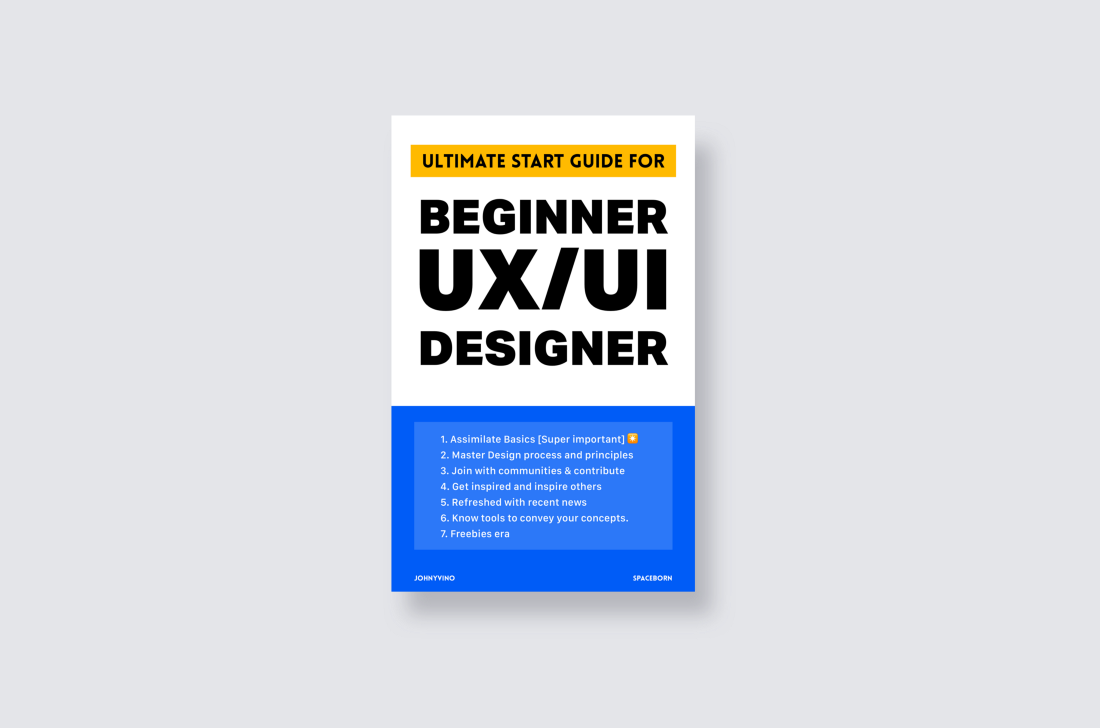 ULTIMATE START GUIDE FOR
BEGINNER
UX/UI
DESIGNER
1. Assimilate Basics [Super important]
2. Master Design process and principles
3. Join with communities & contribute
4. Get inspired and inspire others
5. Refreshed with recent news
6. Know tools to convey your concepts.
7. Freebies era
JOHNYVINO
SPACEBORN